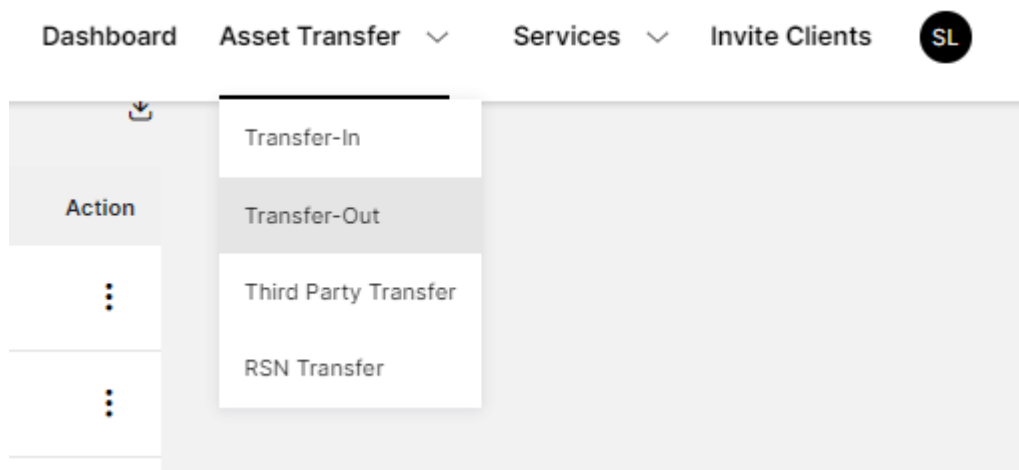 Dashboard Asset Transfer Services Invite Clients SL
Transfer-In
Action
Transfer-Out
Third Party Transfer
RSN Transfer